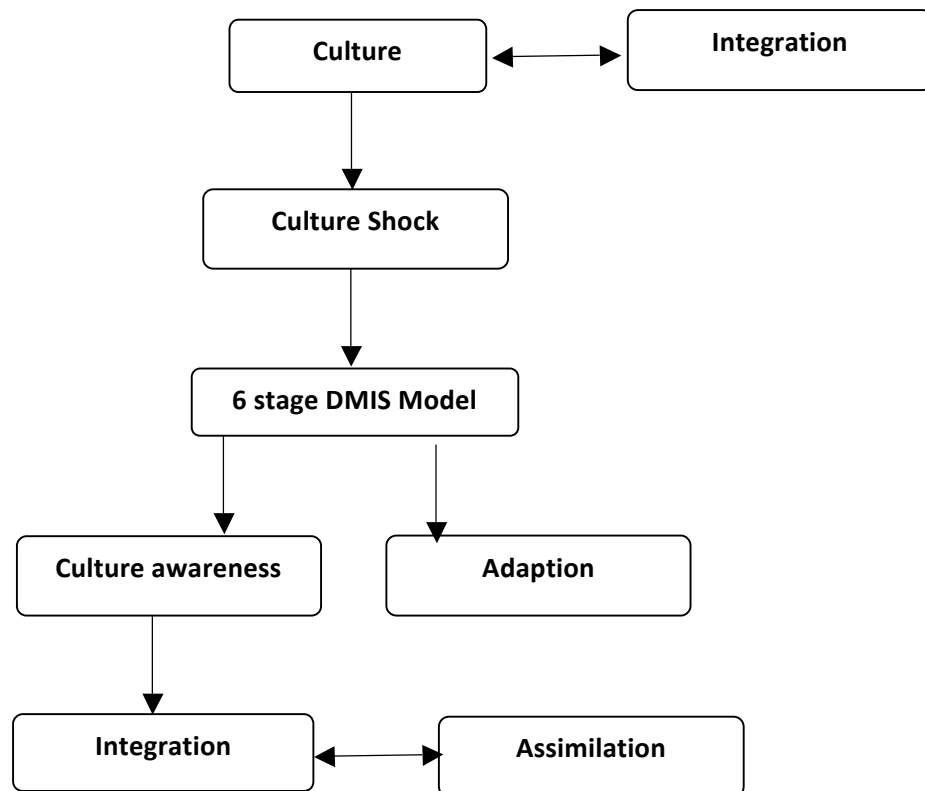 Culture
Integration
Culture Shock
6 stage DMIS Model
Culture awareness
Adaption
Integration
Assimilation